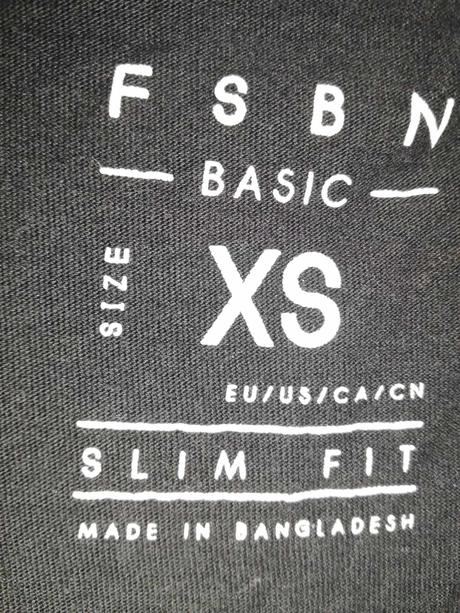 FSBN
BASIC
SIZE
XS
EU/US/CA/CN
SLIM FIT
MADE IN BANGLADESH